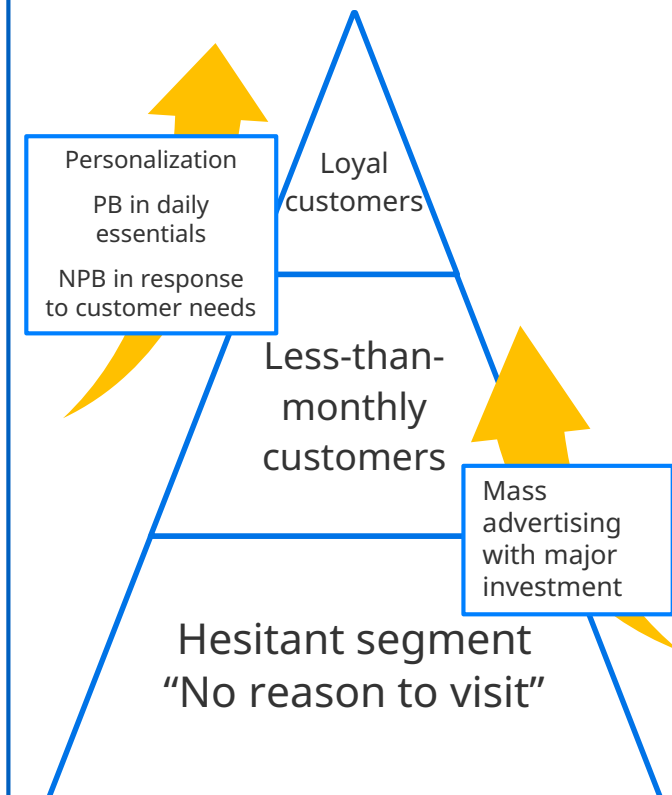 Personalization
PB in daily
essentials
NPB in response
to customer needs
Loyal
customers
Less-than-
monthly
customers
Mass
advertising
with major
investment
Hesitant segment
“No reason to visit”